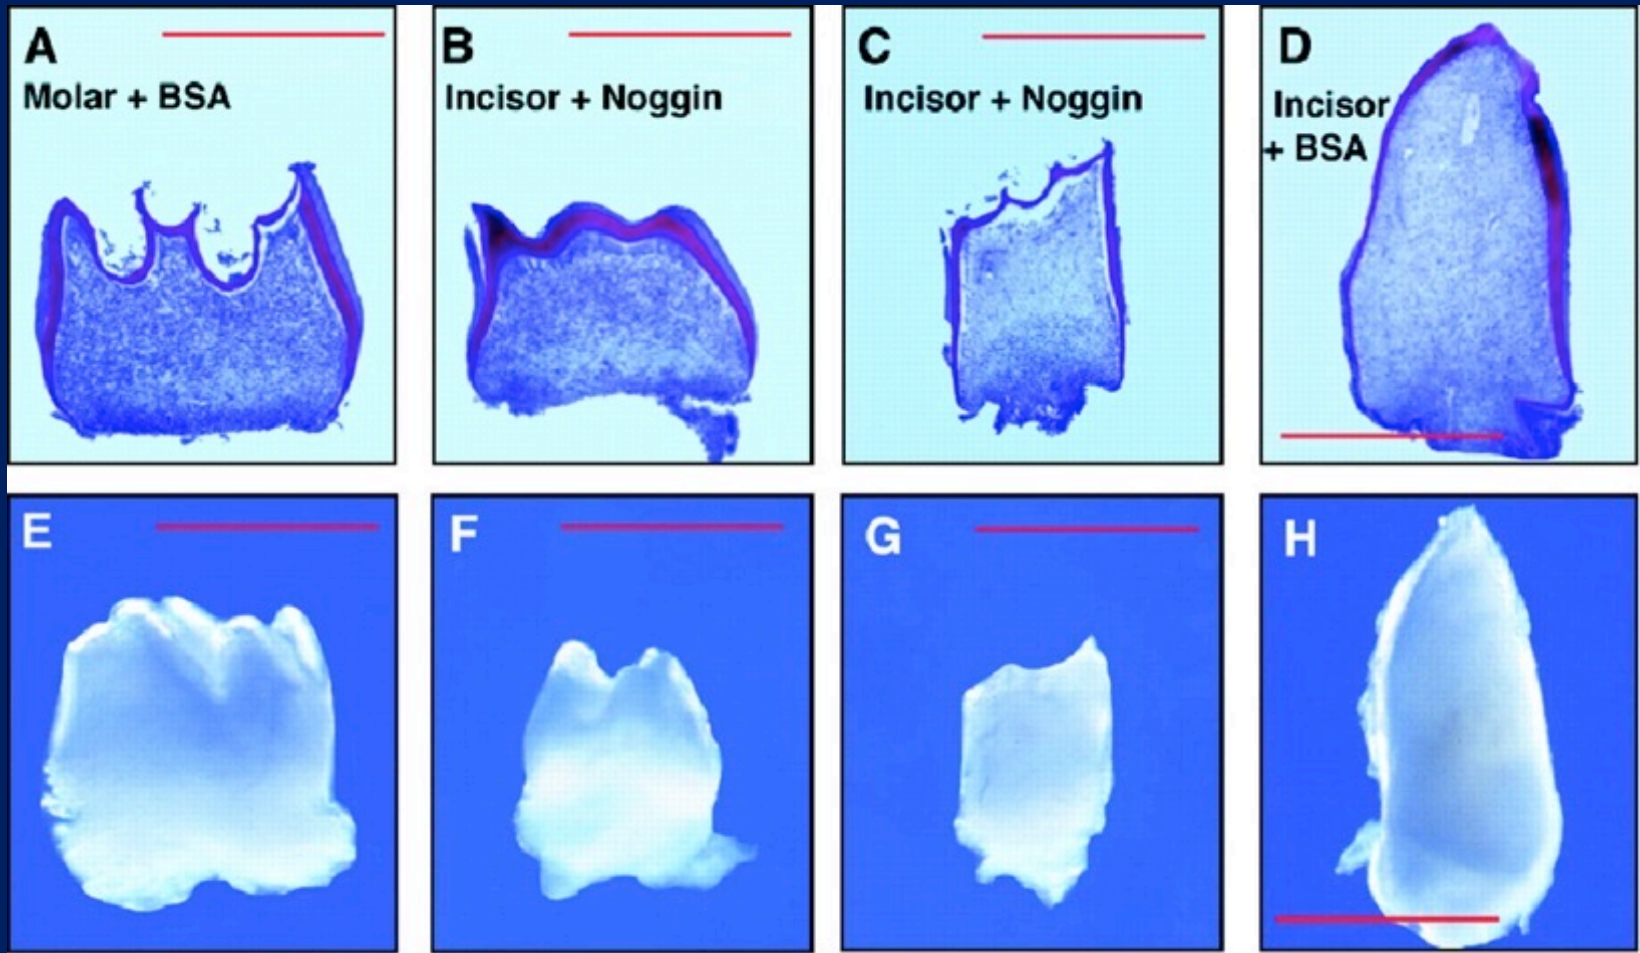 A
Molar + BSA
B
Incisor + Noggin
C
Incisor + Noggin
D
Incisor
+ BSA
E
F
G
H